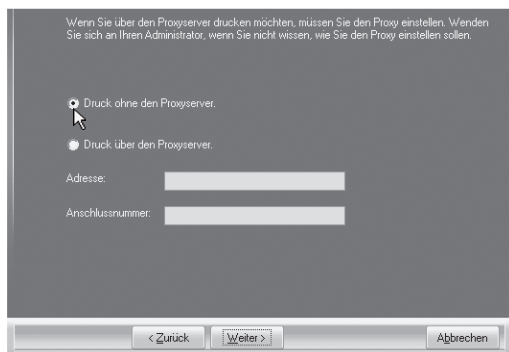 Wenn Sie über den Proxyserver drucken möchten, müssen Sie den Proxy einstellen. Wenden
Sie sich an Ihren Administrator, wenn Sie nicht wissen, wie Sie den Proxy einstellen sollen.
Druck ohne den Proxyserver.
Druck über den Proxyserver.
Adresse:
Anschlussnummer:
< Zurück
Weiter >
Abbrechen